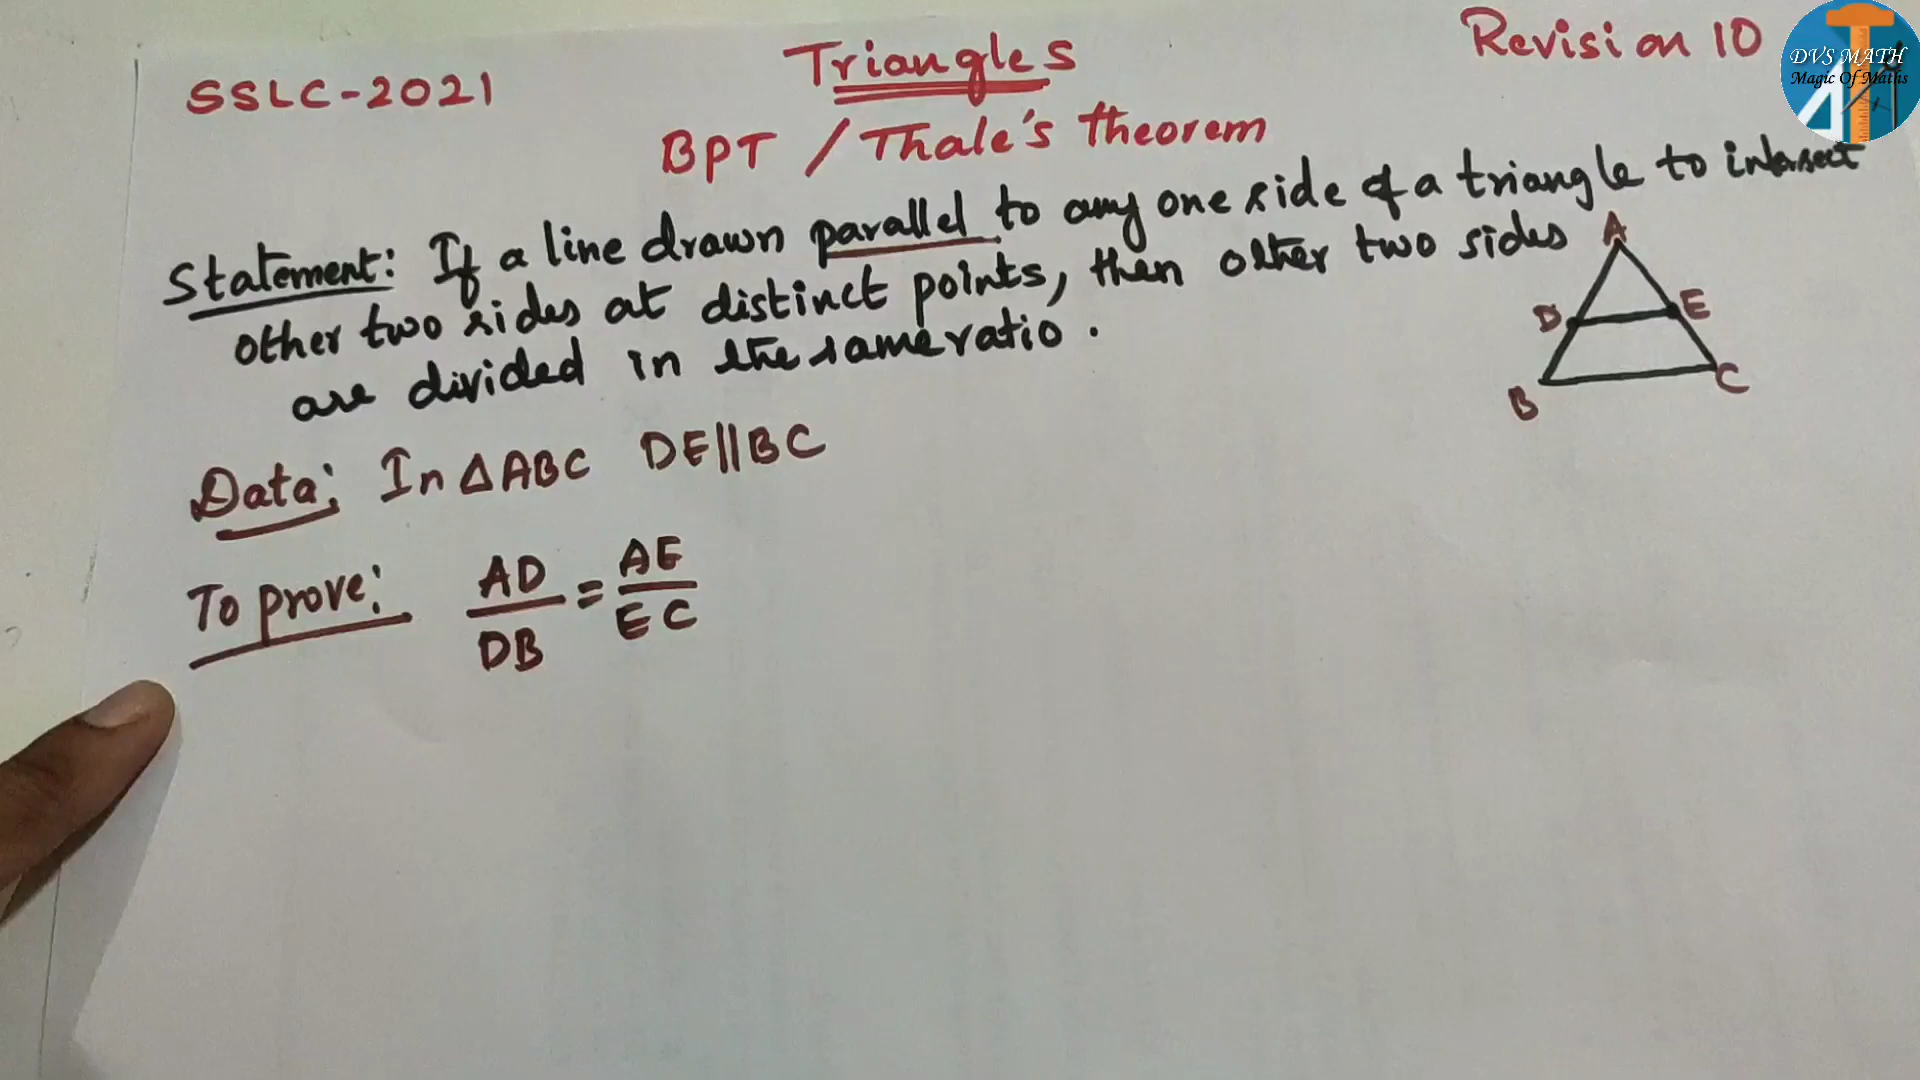 SSLC-2021
Triangles
Revision 10
DVS MATH
Magic Of Maths
BPT / Thale's theorem
Statement: If a line drawn parallel to any one side of a triangle to intersect
other two sides at distinct points, then other two sides
are divided in the same ratio.
A
D E
B C
Data: In ΔABC DE||BC
To prove: AD/DB = AE/EC